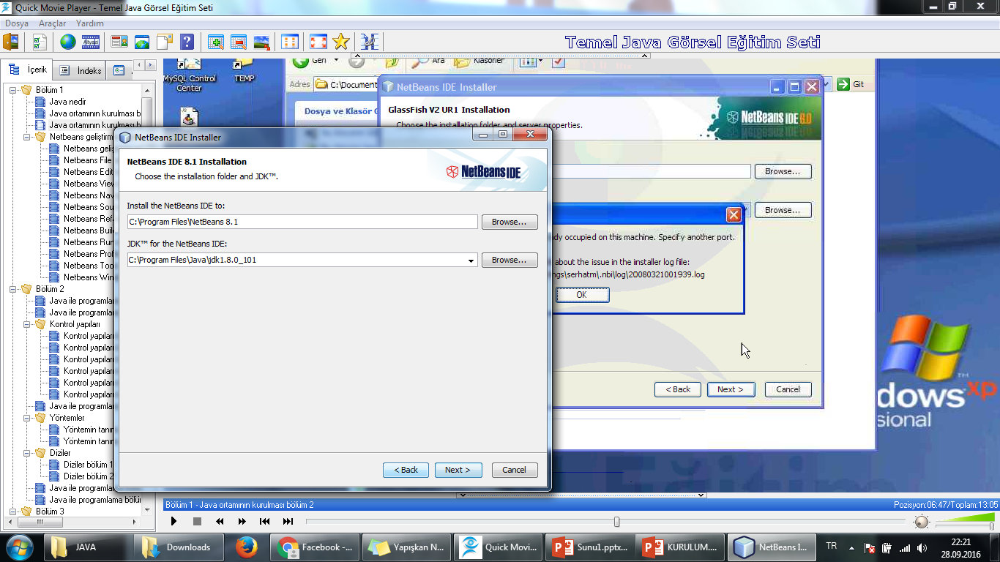 Quick Movie Player - Temel Java Görsel Eğitim Seti
Dosya Araçlar Yardım
Altyazı
Temel Java Görsel Eğitim Seti
İçerik
İndeks
Bölüm 1
Java nedir
Java ortamının kurulması b
Java ortamının kurulması b
Netbeans geliştirm
Netbeans geliş
Netbeans File
Netbeans Edit
Netbeans View
Netbeans Nav
Netbeans Sou
Netbeans Refa
Netbeans Build
Netbeans Run
Netbeans Prof
Netbeans Tool
Netbeans Win
Bölüm 2
Java ile programlam
Java ile programlam
Kontrol yapıları
Kontrol yapıları
Kontrol yapıları
Kontrol yapıları
Kontrol yapıları
Kontrol yapıları
Kontrol yapıları
Java ile programlam
Yöntemler
Yöntemin tanım
Yöntemin tanım
Diziler
Diziler bölüm 1
Diziler bölüm 2
Java ile programlam
Java ile programlama bölüm
Bölüm 3
MySQL Control
Center
TEMP
Geri
Ara
Klasörler
Adres
C:\Document
Git
Dosya ve Klasör G
NetBeans IDE Installer
GlassFish V2 UR1 Installation
Choose the installation folder and server properties.
NetBeans IDE 6.0
Browse...
Browse...
dy occupied on this machine. Specify another port.
about the issue in the installer log file:
ngs\serhatm\.nbi\log\20080321001939.log
OK
< Back
Next >
Cancel
NetBeans IDE Installer
NetBeans IDE 8.1 Installation
Choose the installation folder and JDK™.
NetBeans IDE
Install the NetBeans IDE to:
C:\Program Files\NetBeans 8.1
Browse...
JDK™ for the NetBeans IDE:
C:\Program Files\Java\jdk1.8.0_101
Browse...
< Back
Next >
Cancel
dows xp
sional
Eğitim
Bölüm 1 - Java ortamının kurulması bölüm 2
Pozisyon:06:47/Toplam:13:05
JAVA
Downloads
Facebook -...
Yapışkan N...
Quick Movi...
Sunu1.pptx...
KURULUM....
NetBeans I...
TR
22:21
28.09.2016